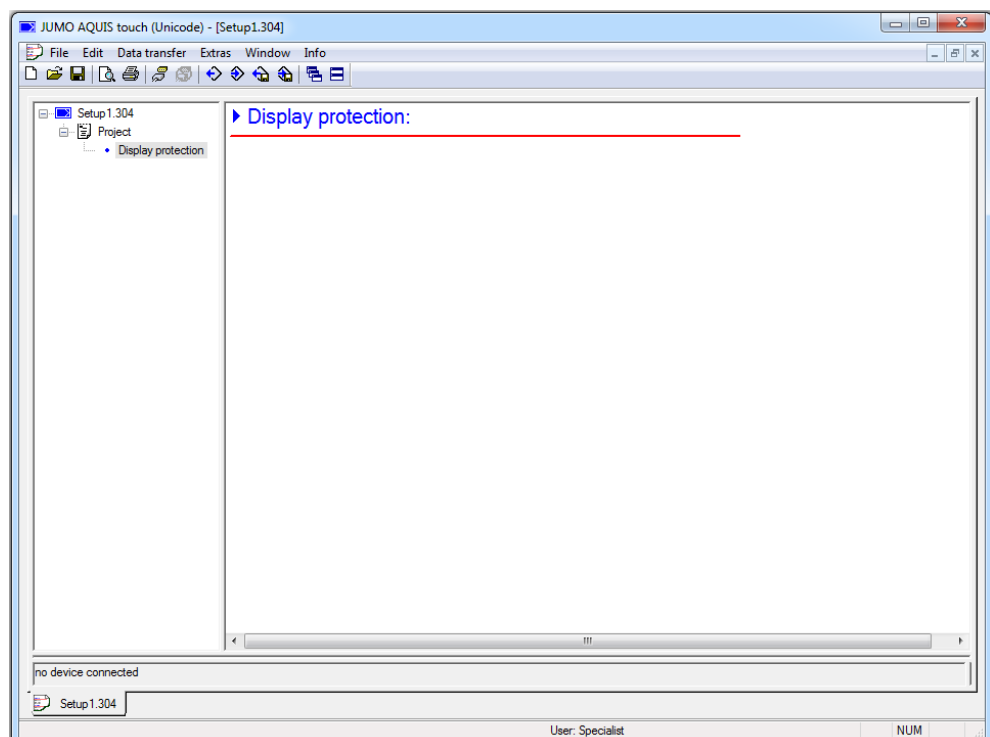 JUMO AQUIS touch (Unicode) - [Setup1.304]
File Edit Data transfer Extras Window Info
Setup1.304
Project
Display protection
Display protection:
no device connected
Setup1.304
User: Specialist NUM